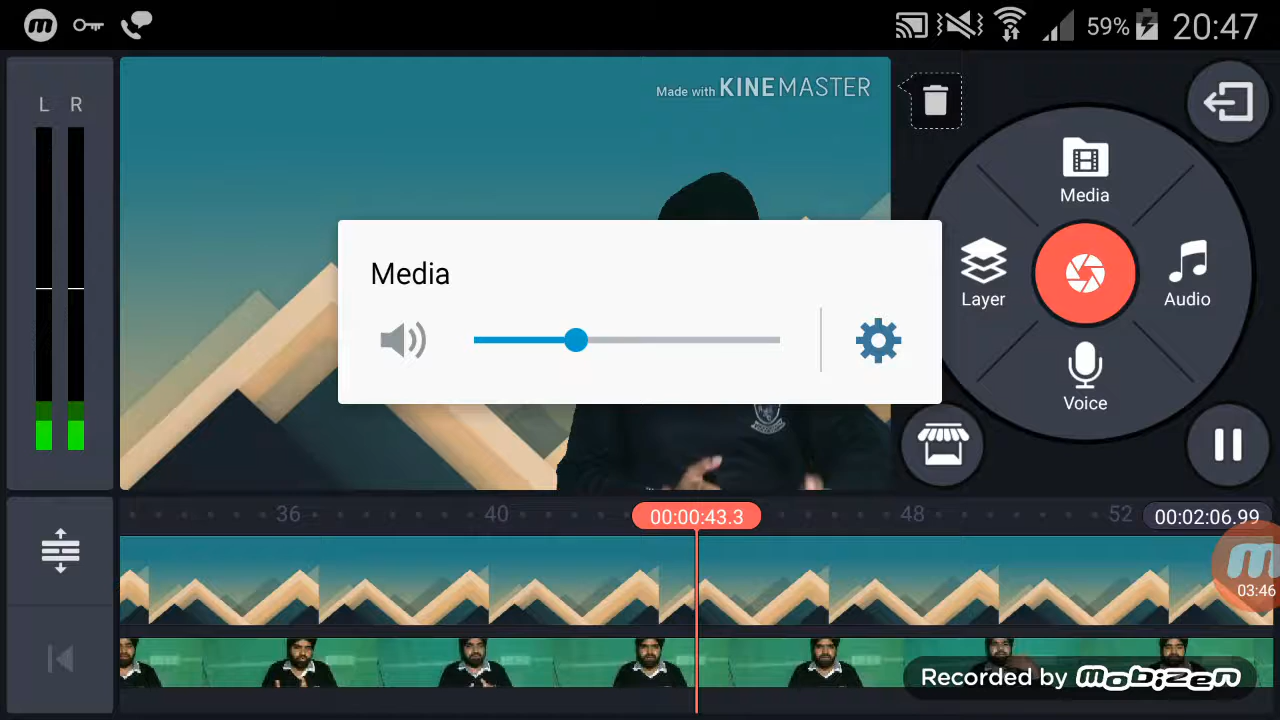 59% 20:47
L R
Made with KINEMASTER
Media
Media
Layer
Audio
Voice
36 40 00:00:43.3 48 52 00:02:06.99
03:46
Recorded by mobizen